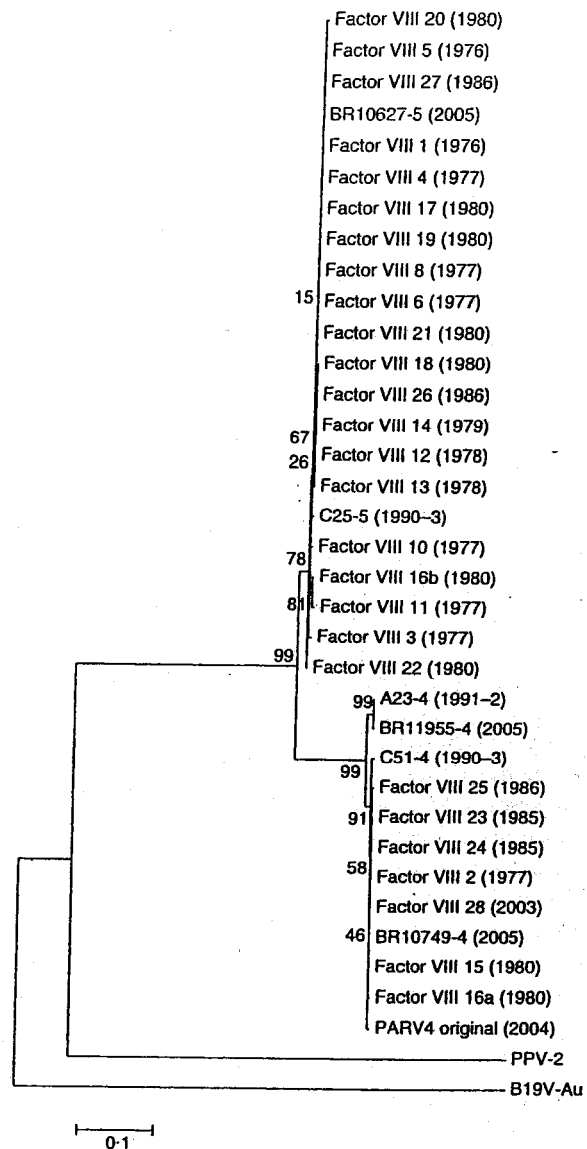 Factor VIII 20 (1980)
Factor VIII 5 (1976)
Factor VIII 27 (1986)
BR10627-5 (2005)
Factor VIII 1 (1976)
Factor VIII 4 (1977)
Factor VIII 17 (1980)
Factor VIII 19 (1980)
Factor VIII 8 (1977)
15
Factor VIII 6 (1977)
Factor VIII 21 (1980)
Factor VIII 18 (1980)
Factor VIII 26 (1986)
Factor VIII 14 (1979)
67
Factor VIII 12 (1978)
26
Factor VIII 13 (1978)
C25-5 (1990–3)
Factor VIII 10 (1977)
78
Factor VIII 16b (1980)
81
Factor VIII 11 (1977)
Factor VIII 3 (1977)
99
Factor VIII 22 (1980)
99
A23-4 (1991–2)
BR11955-4 (2005)
C51-4 (1990–3)
99
Factor VIII 25 (1986)
91
Factor VIII 23 (1985)
Factor VIII 24 (1985)
58
Factor VIII 2 (1977)
Factor VIII 28 (2003)
46
BR10749-4 (2005)
Factor VIII 15 (1980)
Factor VIII 16a (1980)
PARV4 original (2004)
PPV-2
B19V-Au
0·1